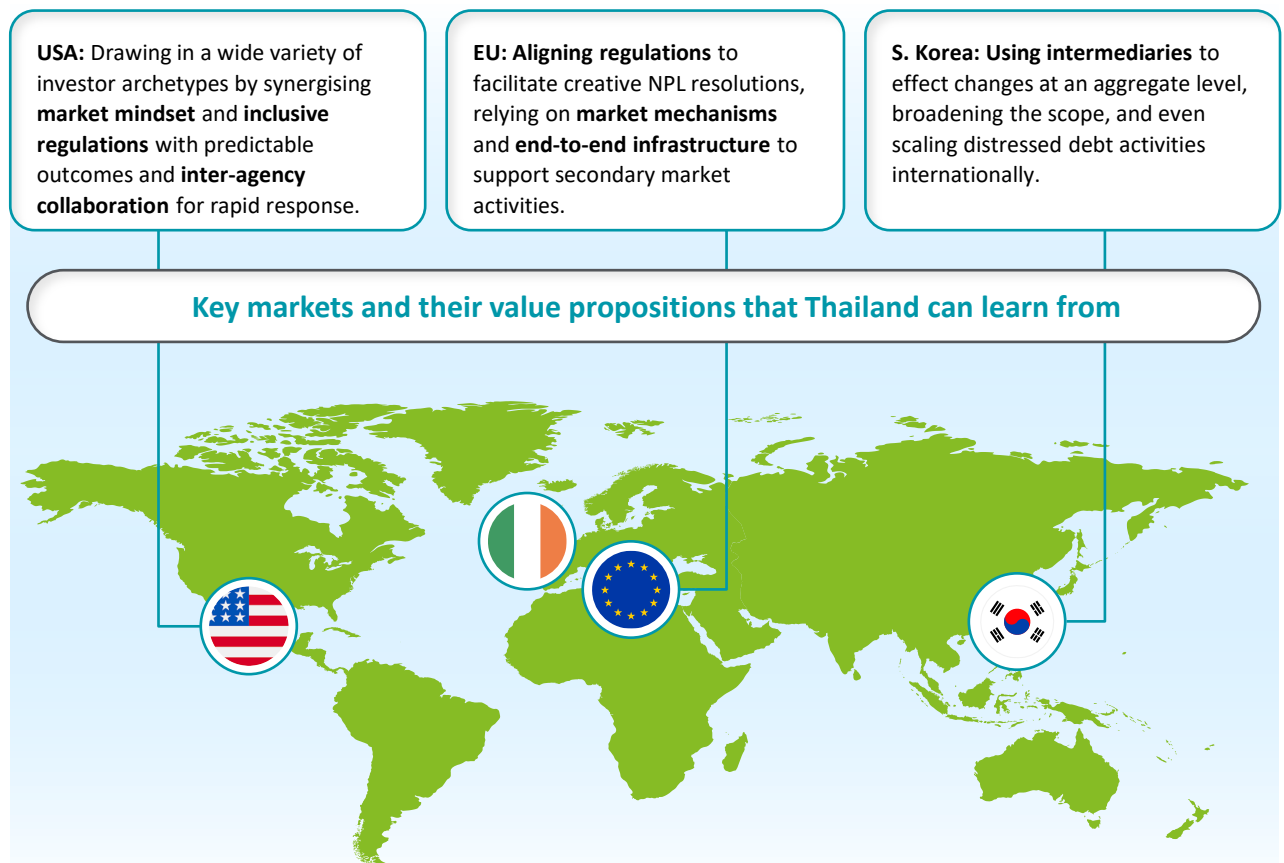 USA: Drawing in a wide variety of
investor archetypes by synergising
market mindset and inclusive
regulations with predictable
outcomes and inter-agency
collaboration for rapid response.
EU: Aligning regulations to
facilitate creative NPL resolutions,
relying on market mechanisms
and end-to-end infrastructure to
support secondary market
activities.
S. Korea: Using intermediaries to
effect changes at an aggregate level,
broadening the scope, and even
scaling distressed debt activities
internationally.
Key markets and their value propositions that Thailand can learn from